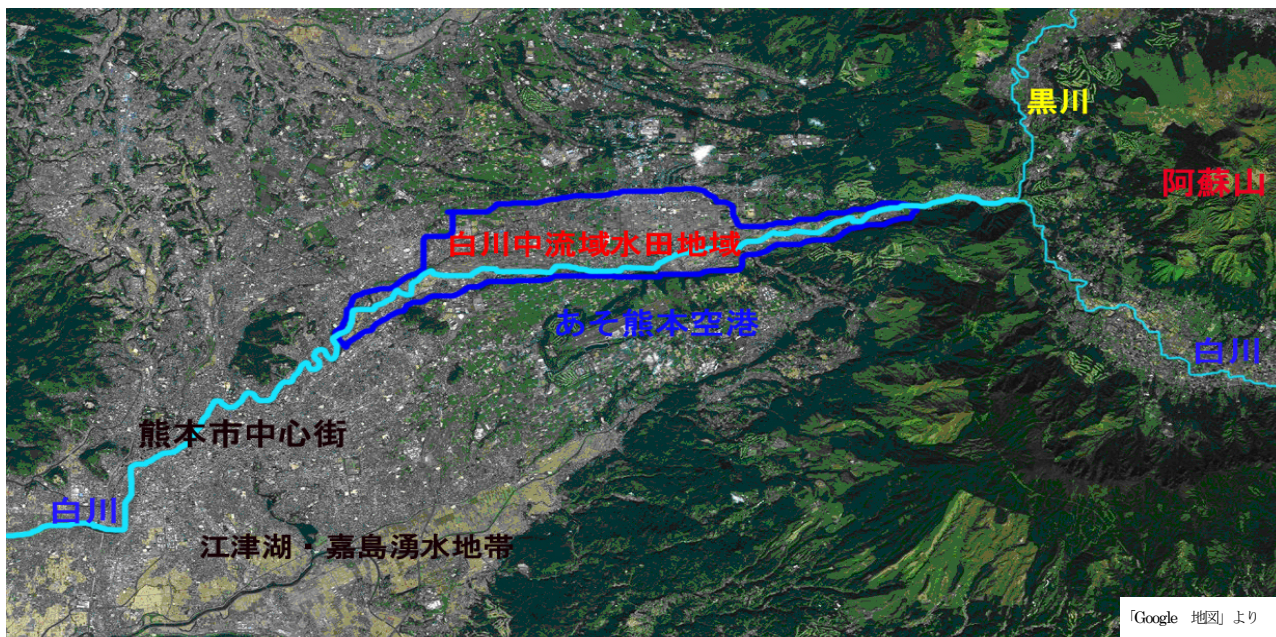 黒川
阿蘇山
白川中流域水田地域
あそ熊本空港
白川
熊本市中心街
白川
江津湖・嘉島湧水地帯
「Google 地図」より